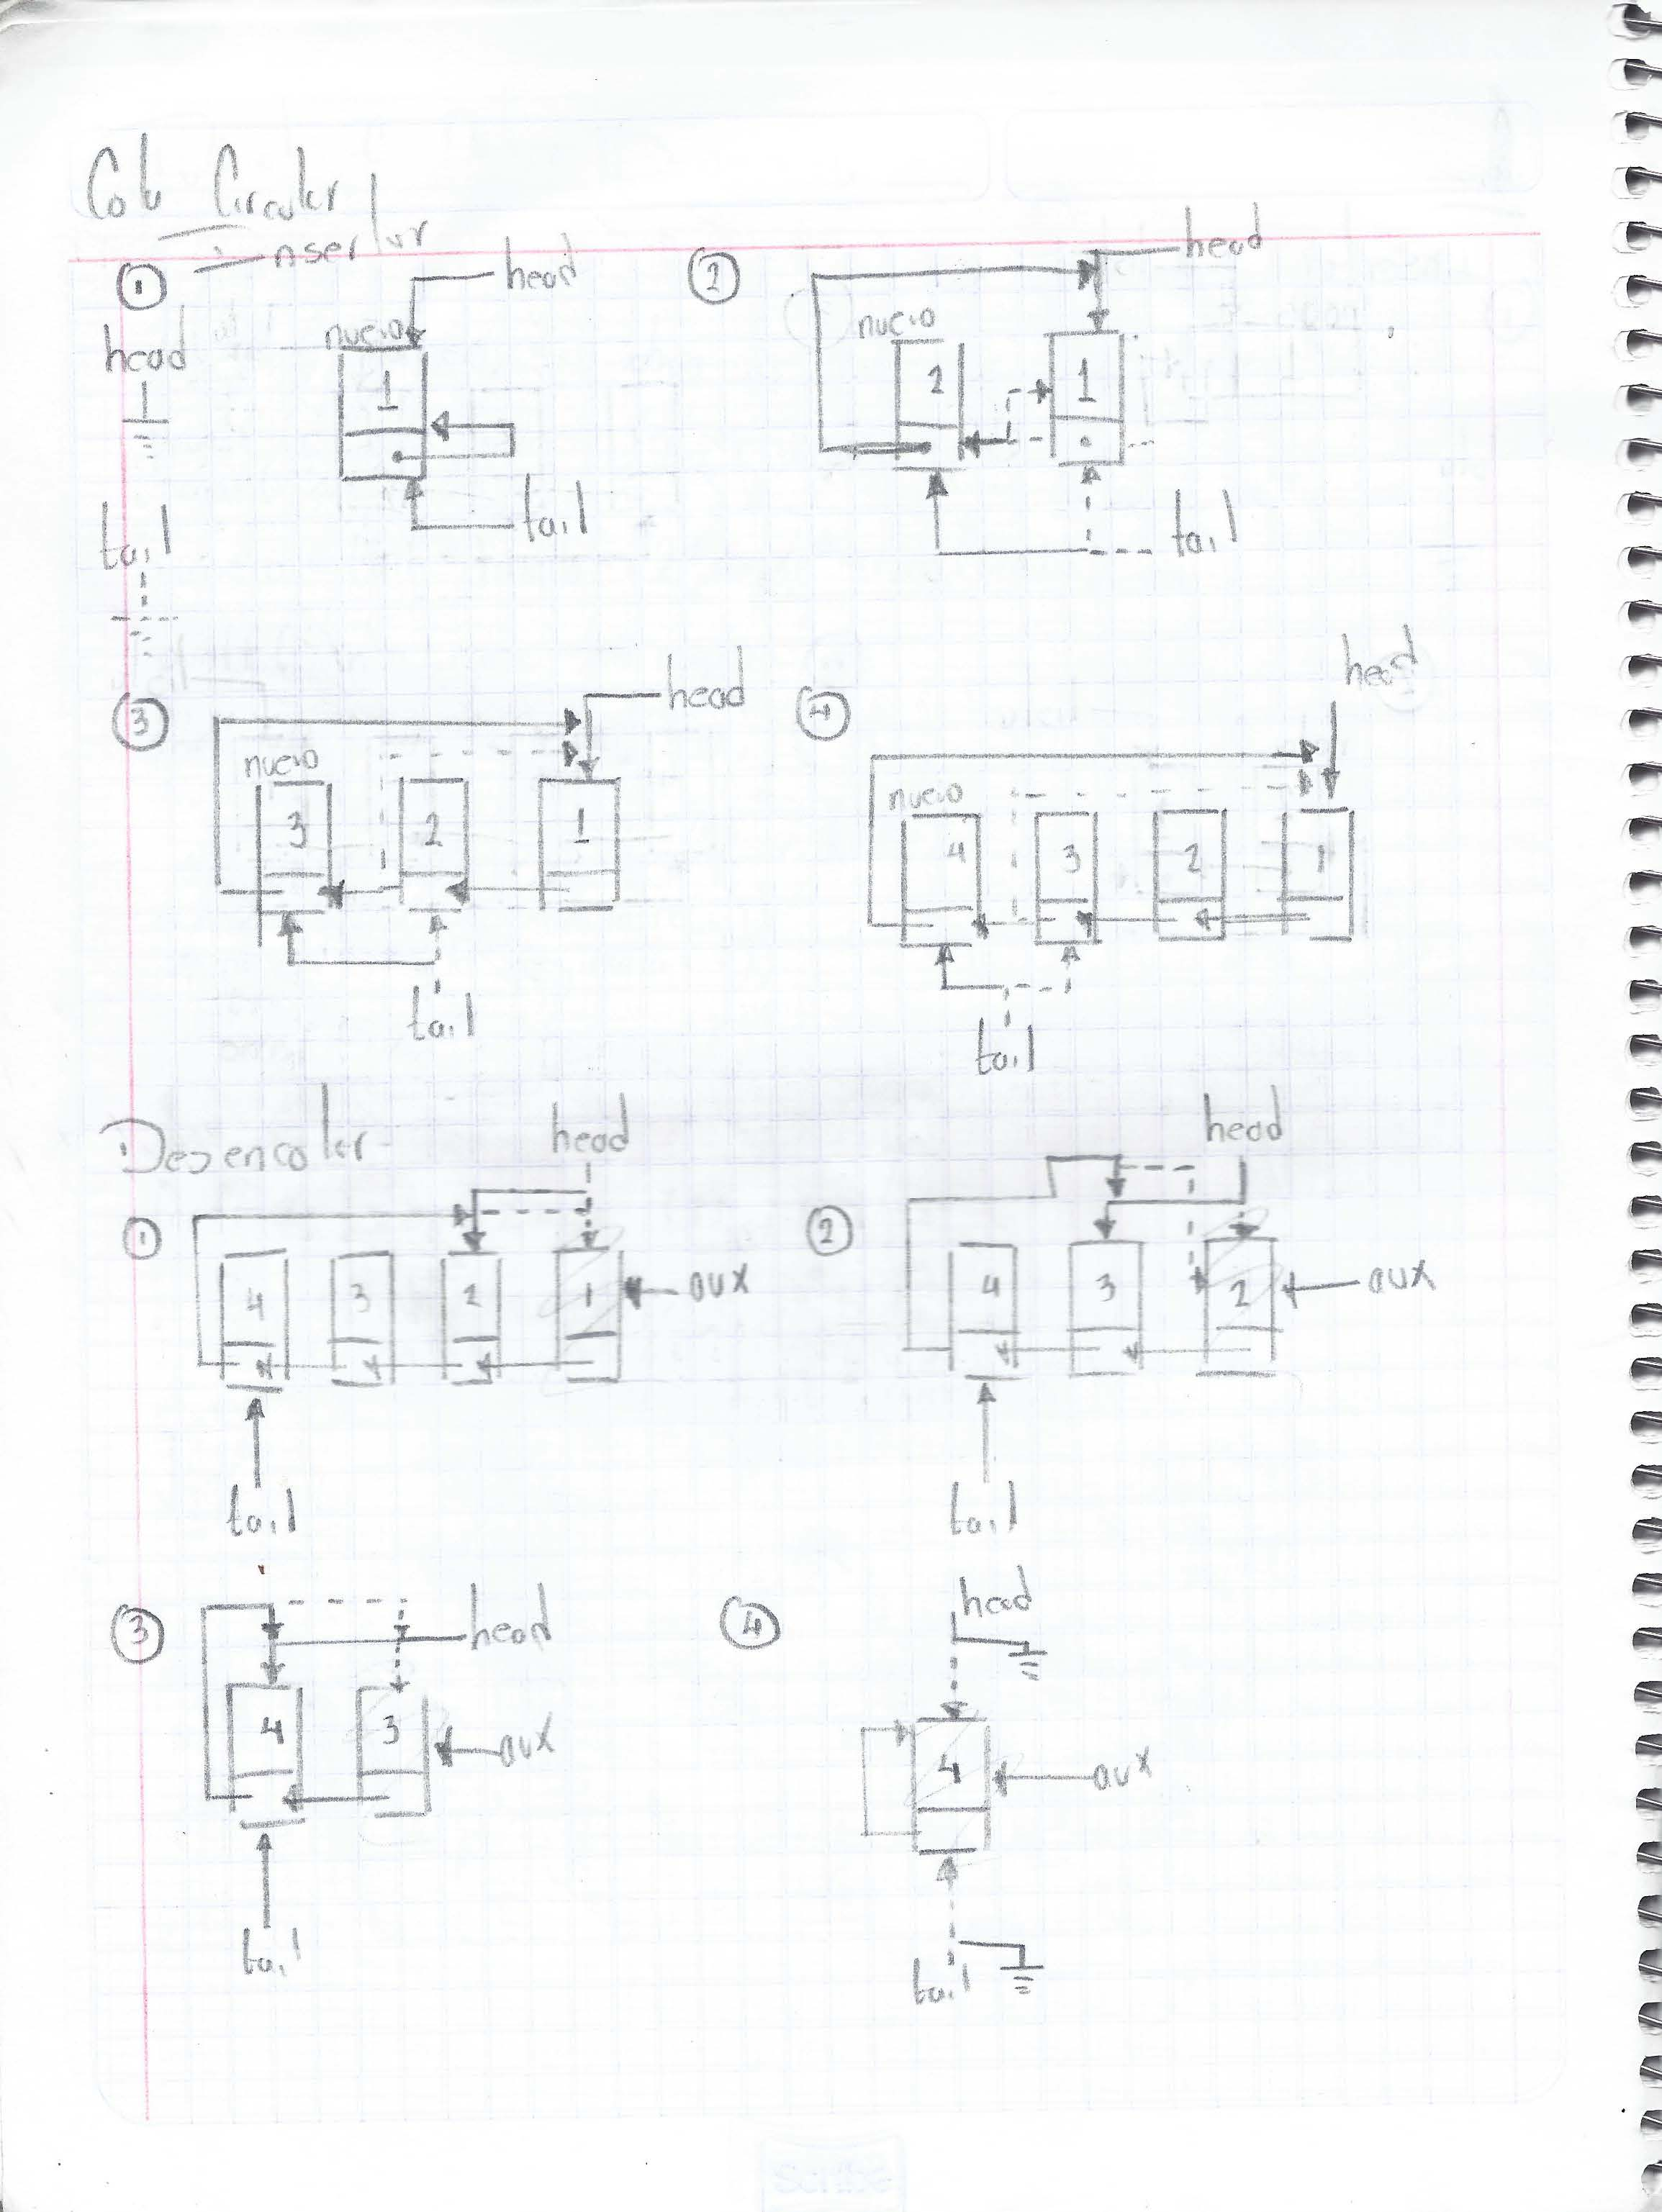 Cola Circular
Insertar
1
head
tail
nuevo
1
head
tail
2
nuevo
2
1
head
tail
3
nuevo
3
2
1
head
tail
4
nuevo
4
3
2
1
head
tail
Desencolar
1
head
4
3
2
1
aux
tail
2
head
4
3
2
aux
tail
3
head
4
3
aux
tail
4
head
4
aux
tail